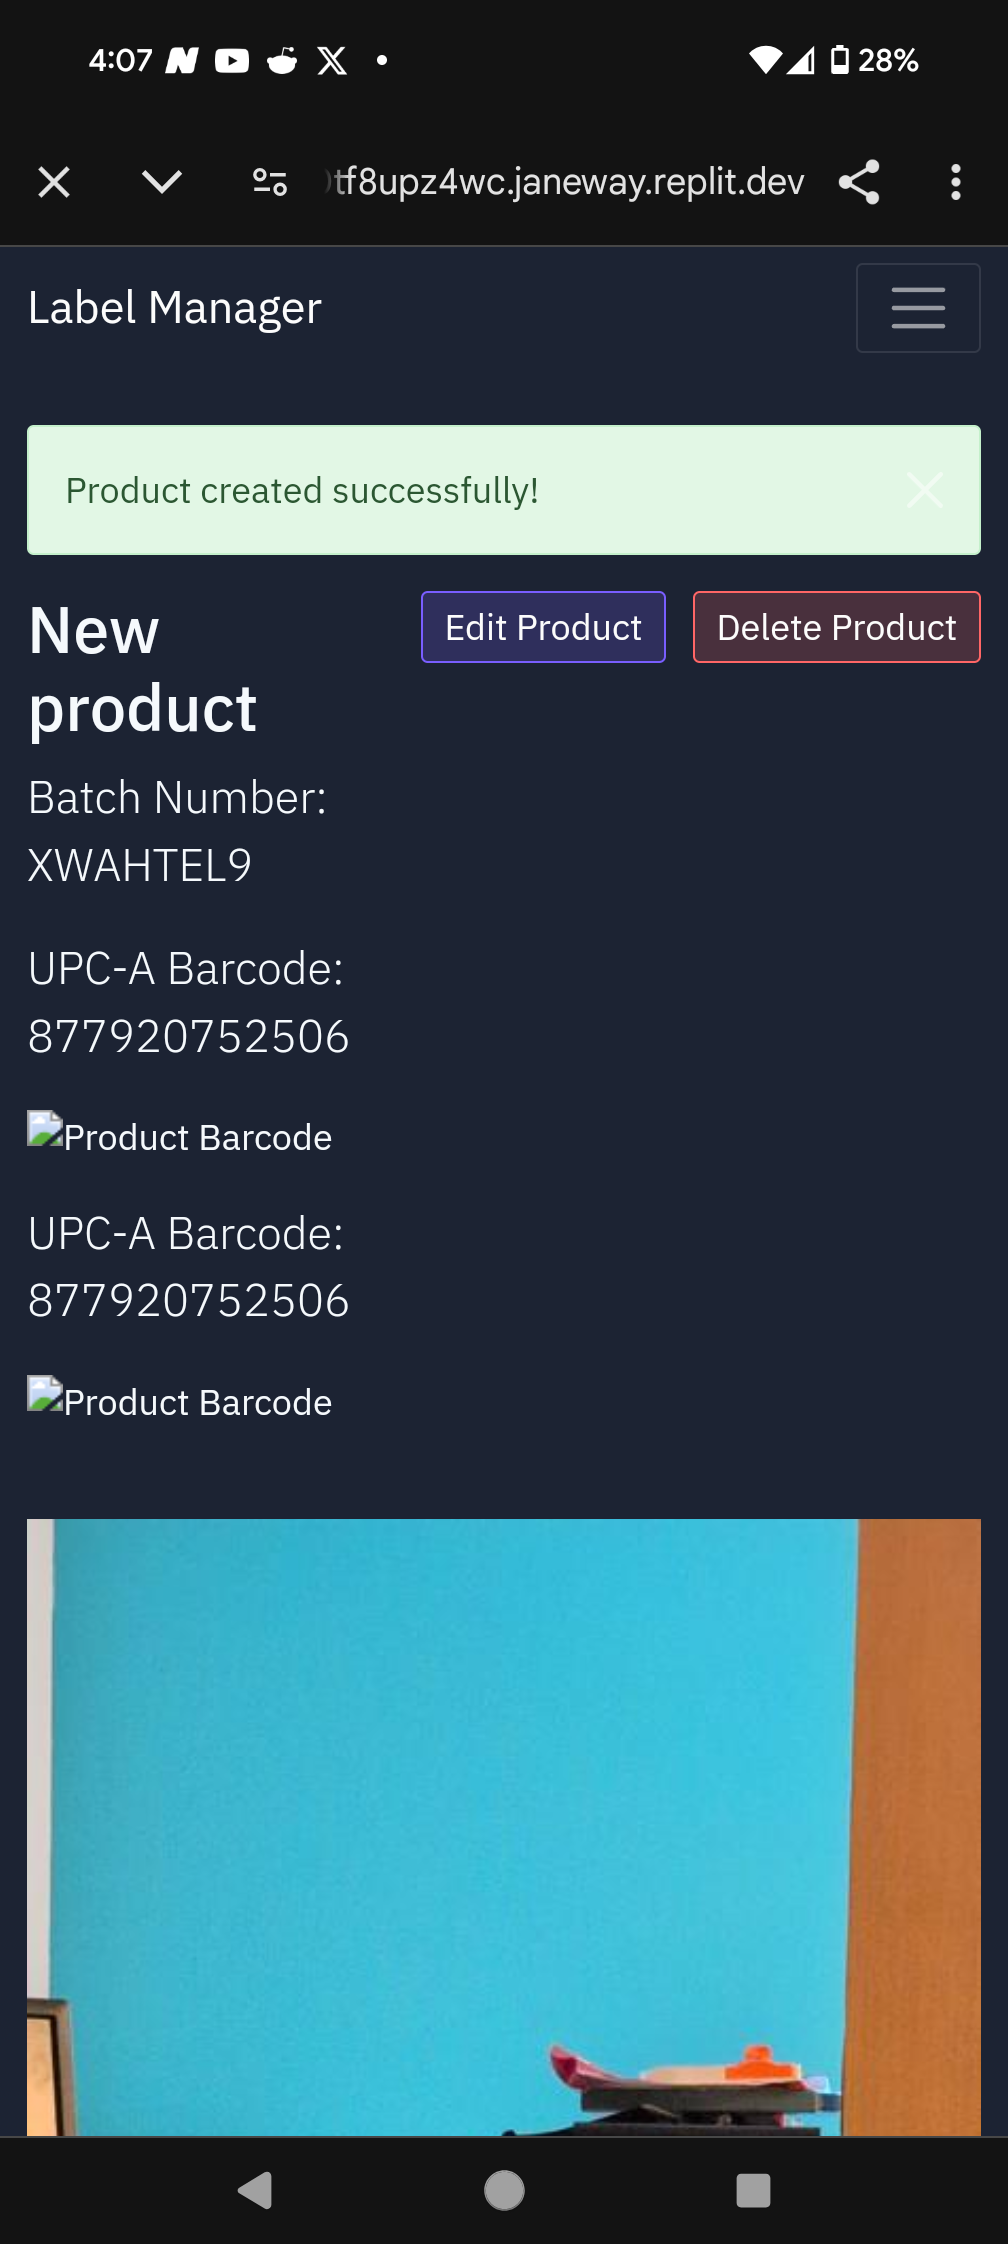 4:07
28%
tf8upz4wc.janeway.replit.dev
Label Manager
Product created successfully!
New
product
Edit Product
Delete Product
Batch Number:
XWAHTEL9
UPC-A Barcode:
877920752506
Product Barcode
UPC-A Barcode:
877920752506
Product Barcode